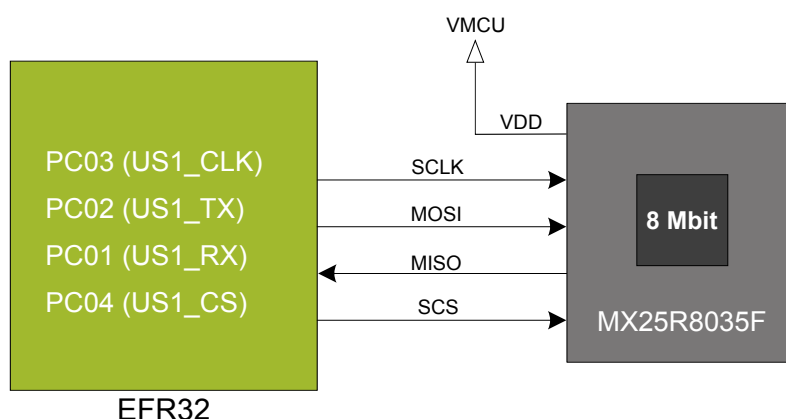 VMCU
VDD
PC03 (US1_CLK)
SCLK
PC02 (US1_TX)
MOSI
8 Mbit
PC01 (US1_RX)
MISO
PC04 (US1_CS)
SCS
MX25R8035F
EFR32